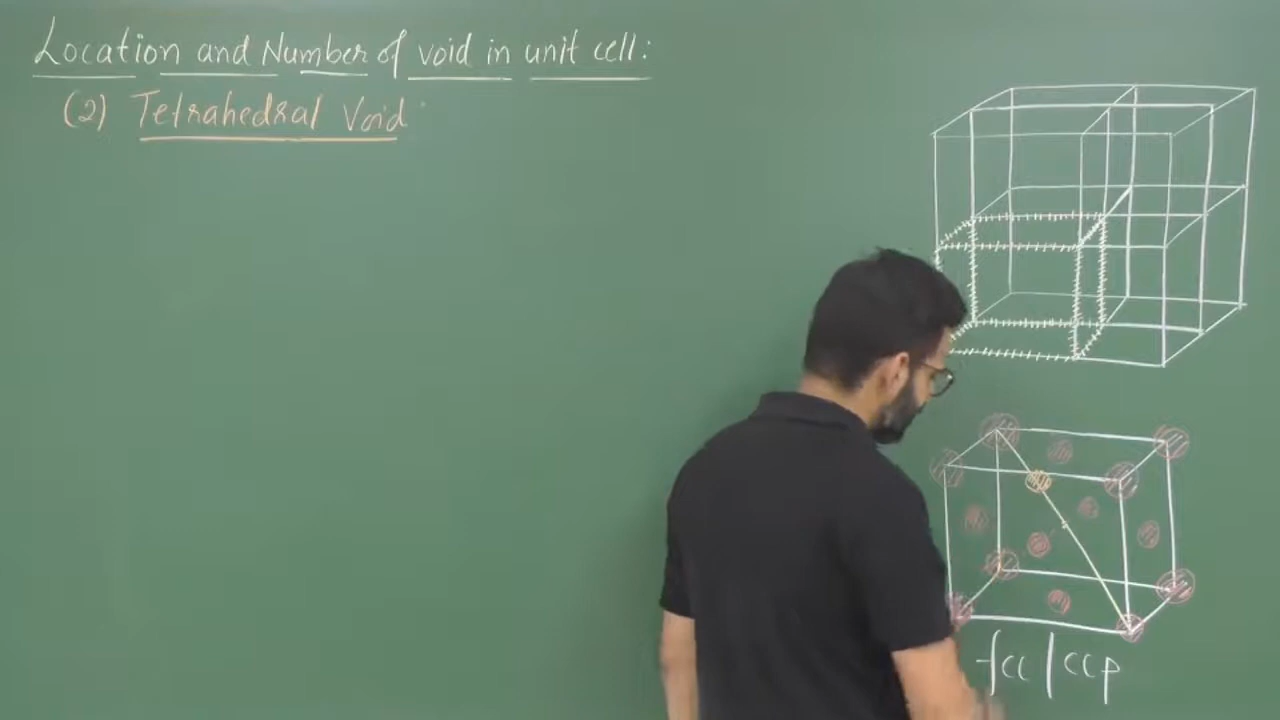 Location and Number of void in unit cell:
(2) Tetrahedral Void
fcc / ccp